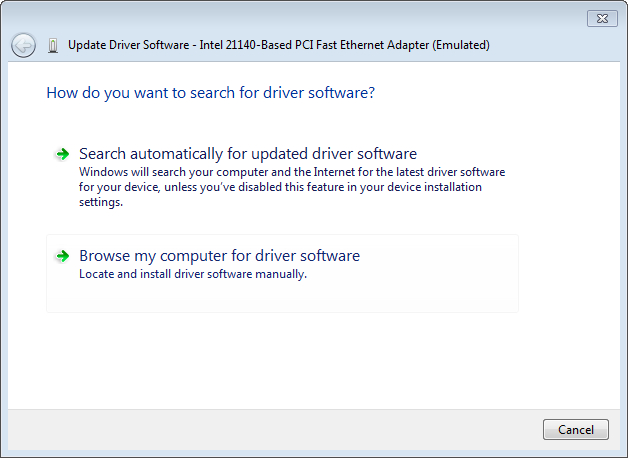 Update Driver Software - Intel 21140-Based PCI Fast Ethernet Adapter (Emulated)
How do you want to search for driver software?
Search automatically for updated driver software
Windows will search your computer and the Internet for the latest driver software
for your device, unless you've disabled this feature in your device installation
settings.
Browse my computer for driver software
Locate and install driver software manually.
Cancel